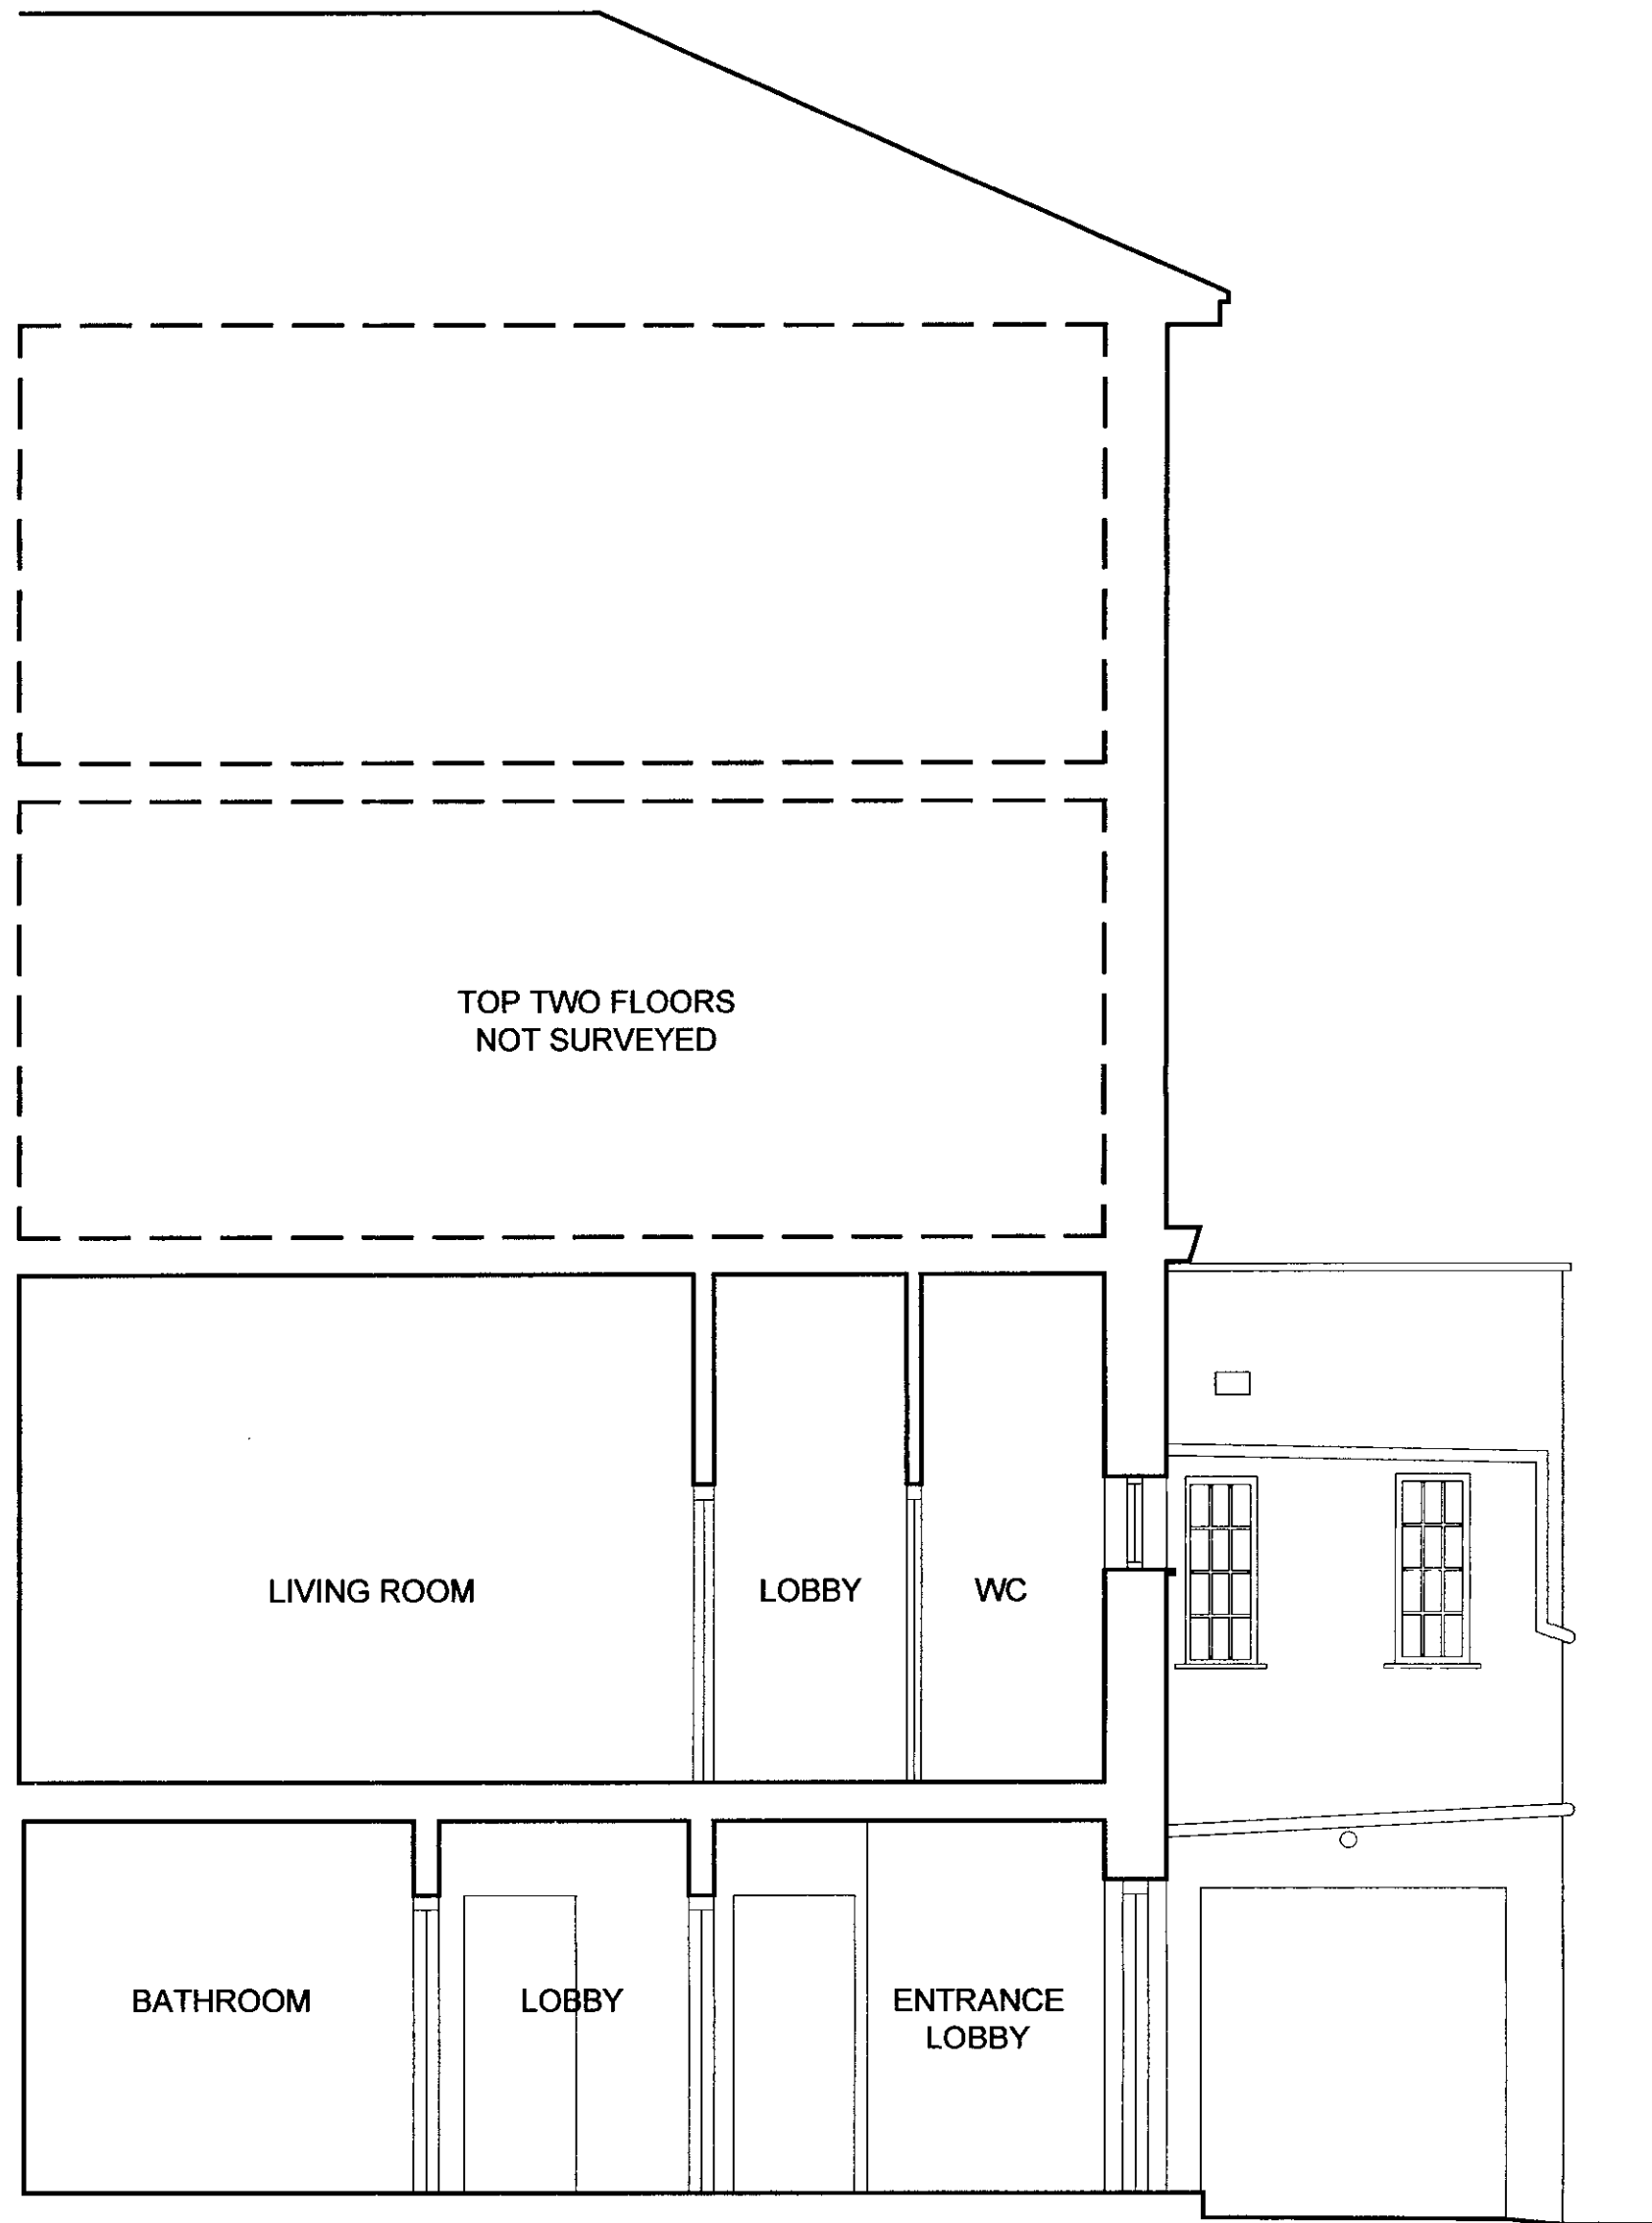 TOP TWO FLOORS
NOT SURVEYED
LIVING ROOM
LOBBY
WC
BATHROOM
LOBBY
ENTRANCE
LOBBY